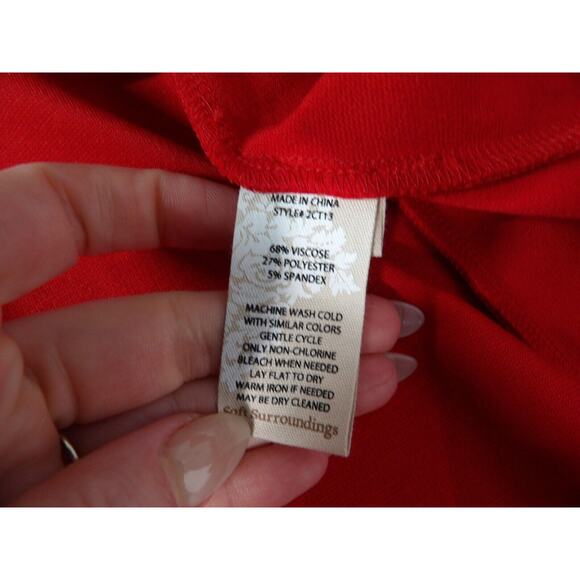 MADE IN CHINA
STYLE# 2CT13
68% VISCOSE
27% POLYESTER
5% SPANDEX
MACHINE WASH COLD
WITH SIMILAR COLORS
GENTLE CYCLE
ONLY NON-CHLORINE
BLEACH WHEN NEEDED
LAY FLAT TO DRY
WARM IRON IF NEEDED
MAY BE DRY CLEANED
Soft Surroundings